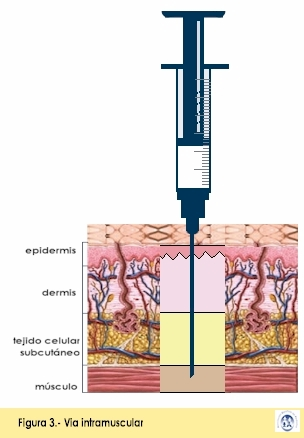 epidermis
dermis
tejido celular
subcutáneo
músculo
Figura 3.- Vía intramuscular